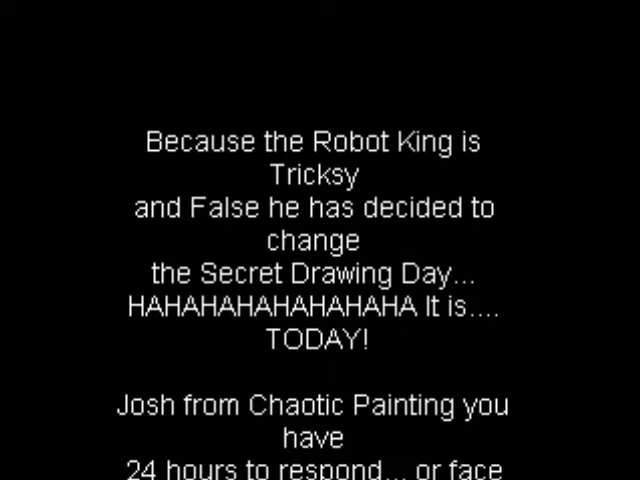 Because the Robot King is
Tricksy
and False he has decided to
change
the Secret Drawing Day...
HAHAHAHAHAHAHAHA It is....
TODAY!
Josh from Chaotic Painting you
have
24 hours to respond... or face